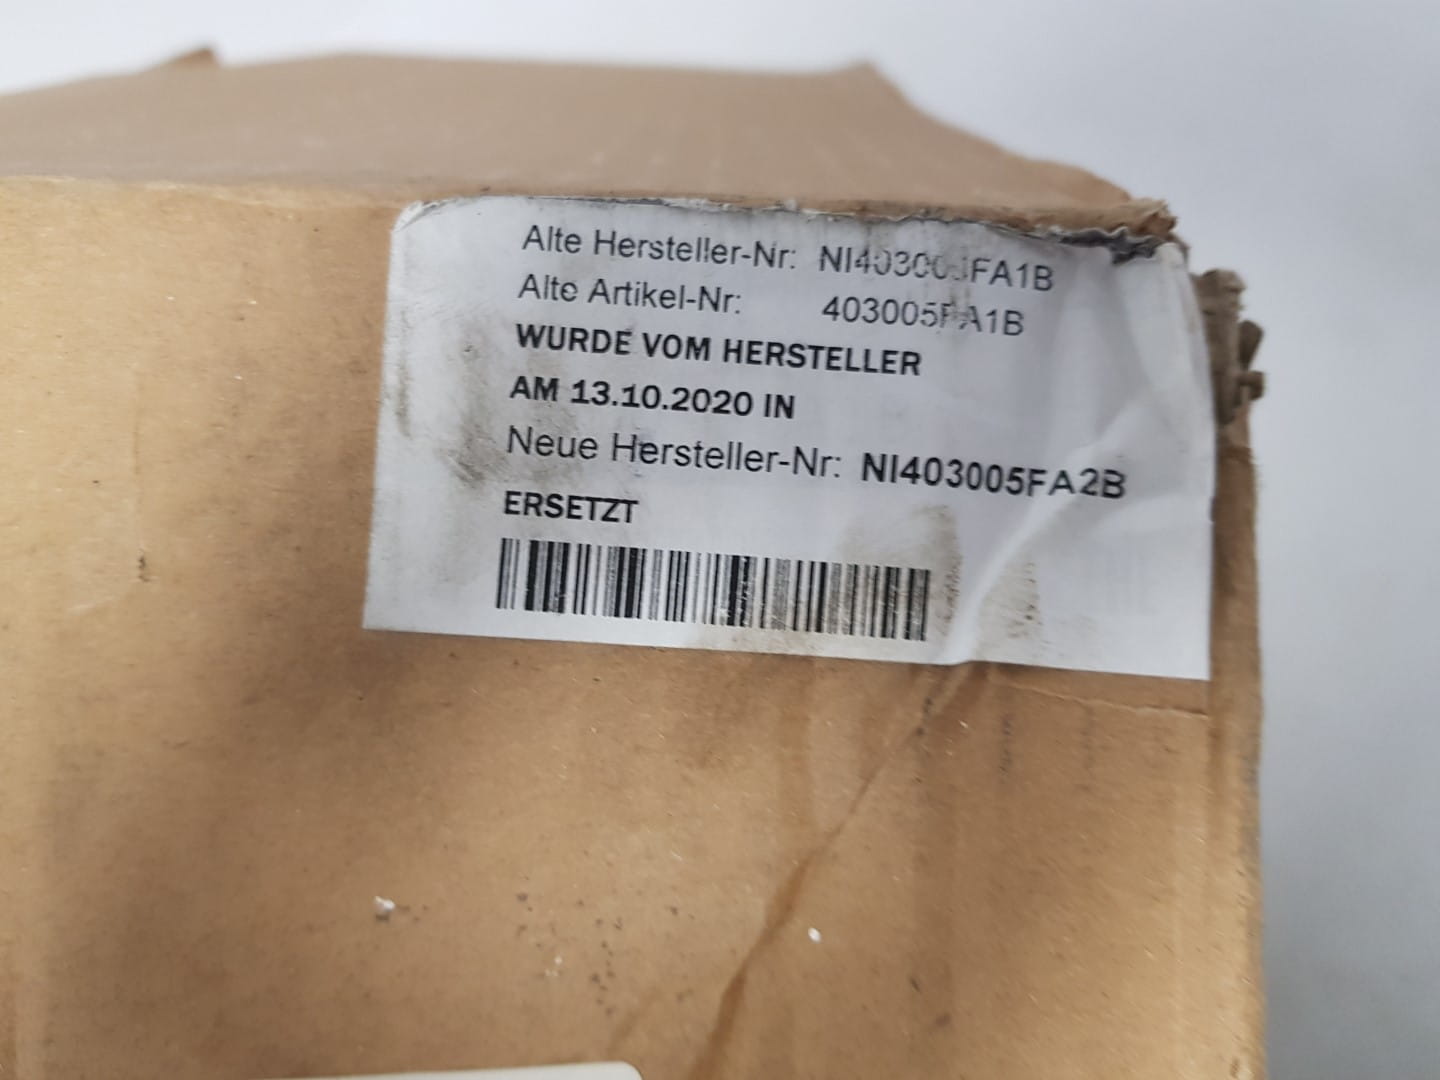 Alte Hersteller-Nr: NI403005FA1B
Alte Artikel-Nr: 403005FA1B
WURDE VOM HERSTELLER
AM 13.10.2020 IN
Neue Hersteller-Nr: NI403005FA2B
ERSETZT